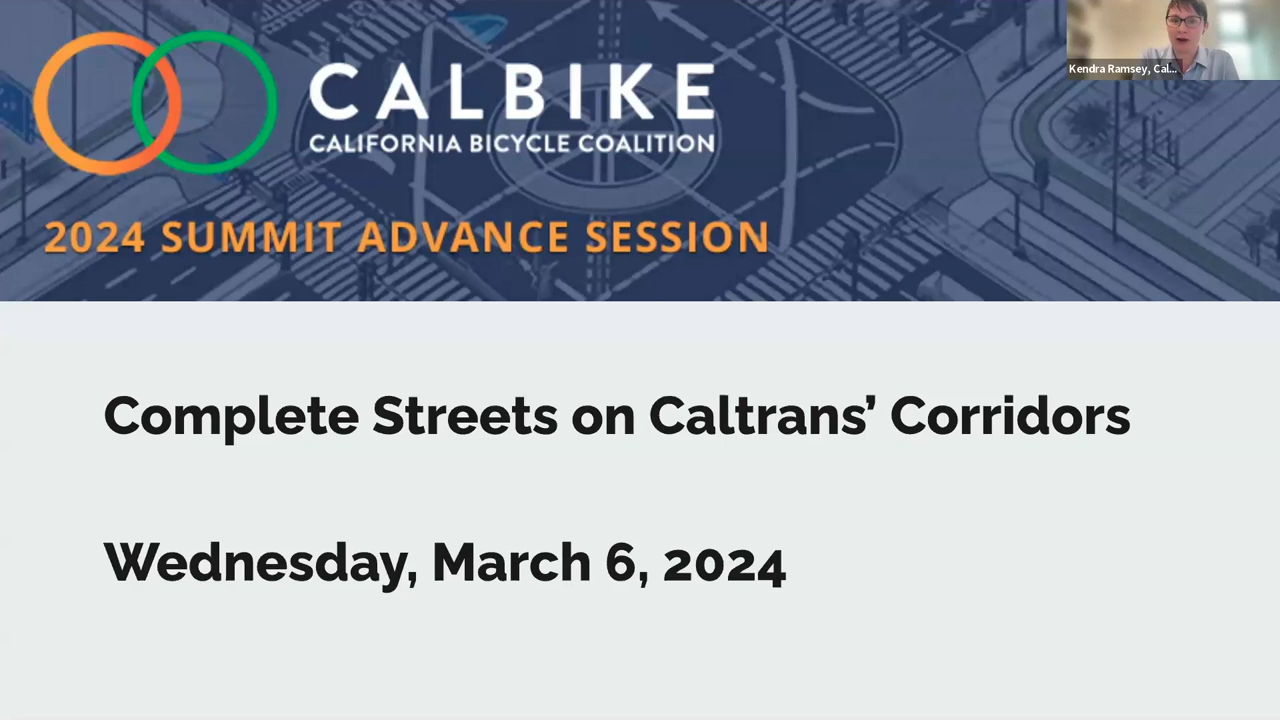 CALBIKE
CALIFORNIA BICYCLE COALITION
2024 SUMMIT ADVANCE SESSION
Kendra Ramsey, Cal...
Complete Streets on Caltrans’ Corridors
Wednesday, March 6, 2024